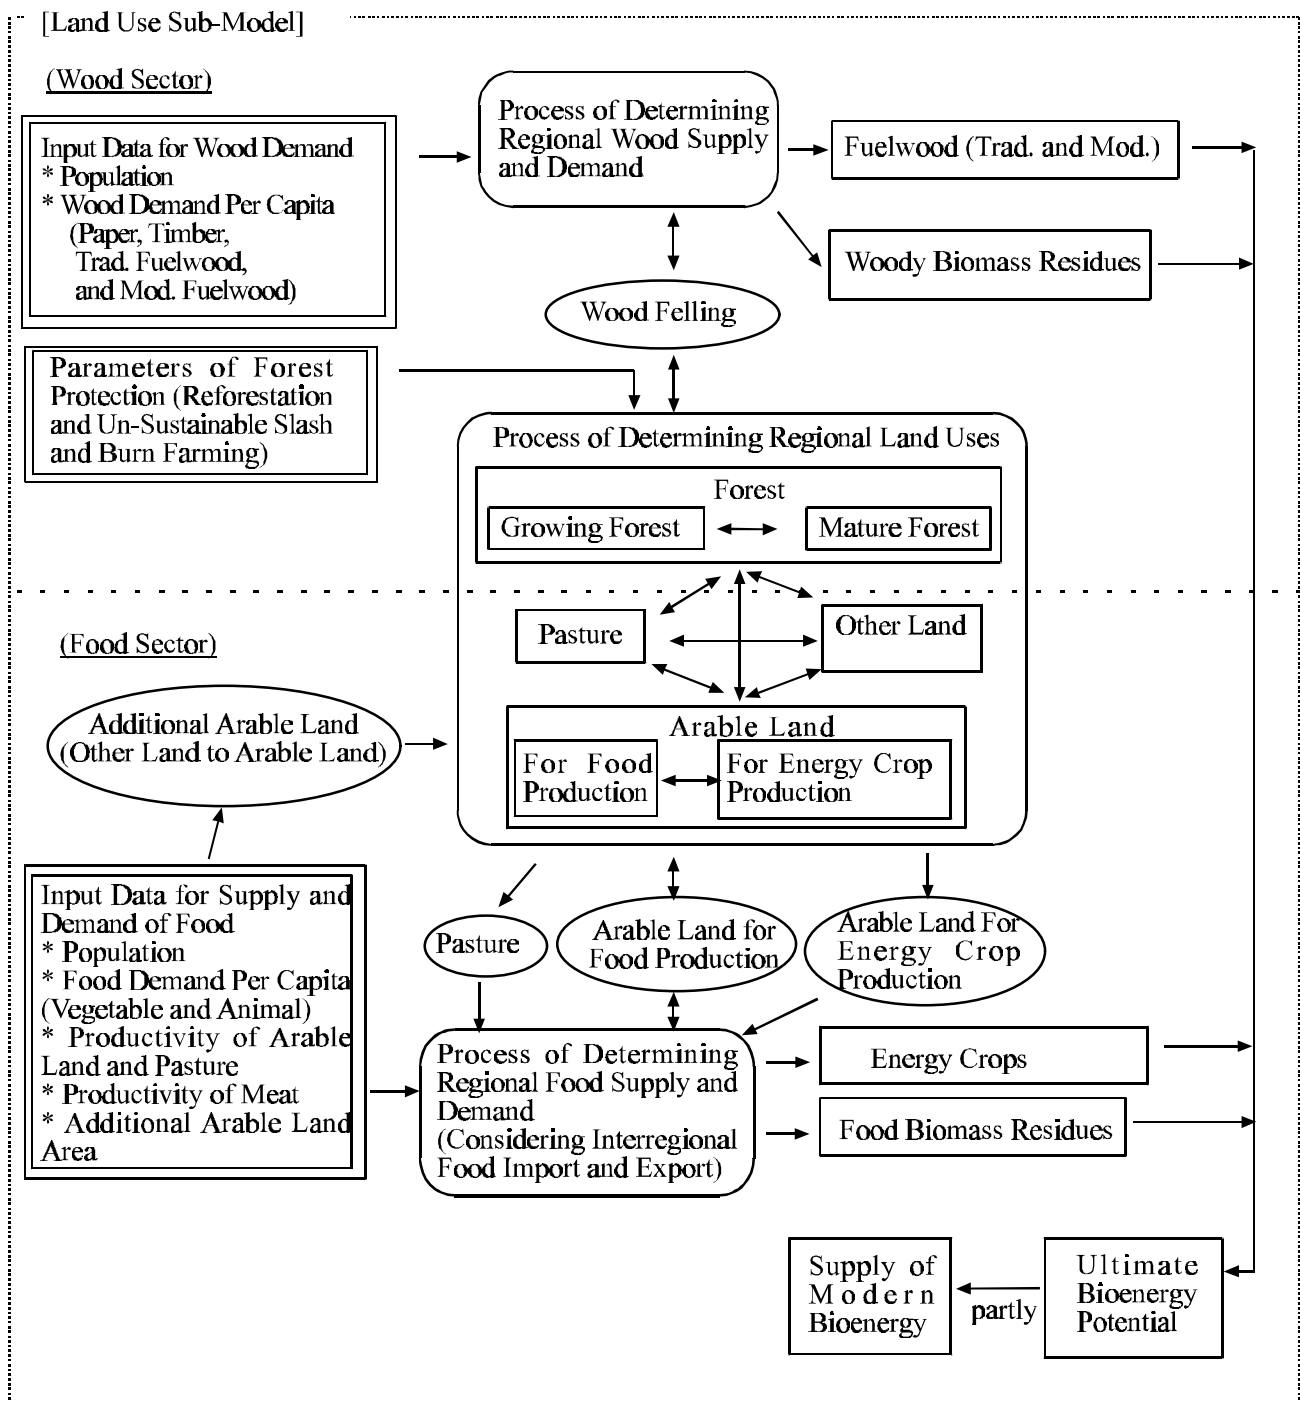 [Land Use Sub-Model]
(Wood Sector)
Input Data for Wood Demand
* Population
* Wood Demand Per Capita
(Paper, Timber,
Trad. Fuelwood,
and Mod. Fuelwood)
Process of Determining
Regional Wood Supply
and Demand
Fuelwood (Trad. and Mod.)
Woody Biomass Residues
Wood Felling
Parameters of Forest
Protection (Reforestation
and Un-Sustainable Slash
and Burn Farming)
Process of Determining Regional Land Uses
Forest
Growing Forest
Mature Forest
Pasture
Other Land
(Food Sector)
Additional Arable Land
(Other Land to Arable Land)
Arable Land
For Food
Production
For Energy Crop
Production
Input Data for Supply and
Demand of Food
* Population
* Food Demand Per Capita
(Vegetable and Animal)
* Productivity of Arable
Land and Pasture
* Productivity of Meat
* Additional Arable Land
Area
Pasture
Arable Land for
Food Production
Arable Land For
Energy Crop
Production
Process of Determining
Regional Food Supply and
Demand
(Considering Interregional
Food Import and Export)
Energy Crops
Food Biomass Residues
Supply of
Modern
Bioenergy
partly
Ultimate
Bioenergy
Potential